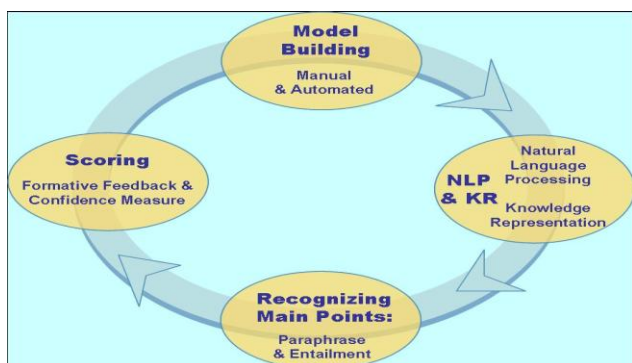 Model
Building
Manual
& Automated
Scoring
Formative Feedback &
Confidence Measure
NLP
& KR
Natural
Language
Processing
Knowledge
Representation
Recognizing
Main Points:
Paraphrase
& Entailment